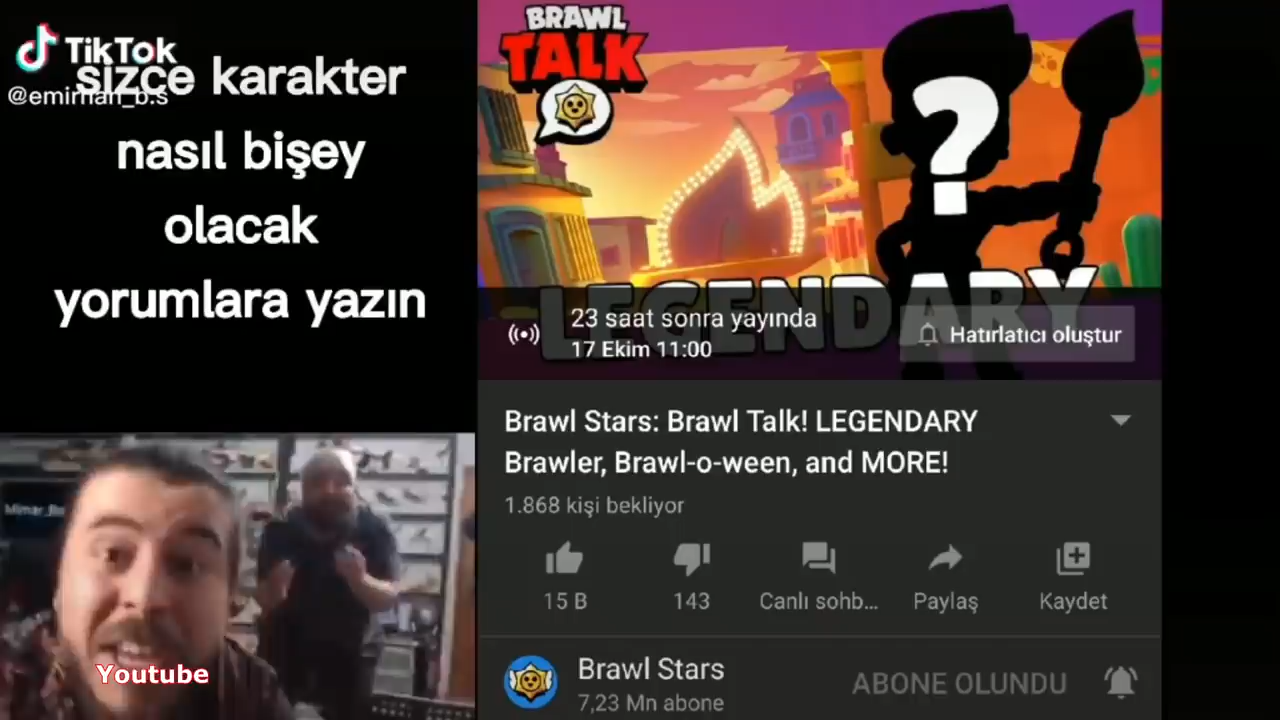 TikTok
@emirhan_b.s
sizce karakter
nasıl bişey
olacak
yorumlara yazın
Youtube
BRAWL
TALK
?
LEGENDARY
23 saat sonra yayında
17 Ekim 11:00
Hatırlatıcı oluştur
Brawl Stars: Brawl Talk! LEGENDARY
Brawler, Brawl-o-ween, and MORE!
1.868 kişi bekliyor
15 B
143
Canlı sohb...
Paylaş
Kaydet
Brawl Stars
7,23 Mn abone
ABONE OLUNDU